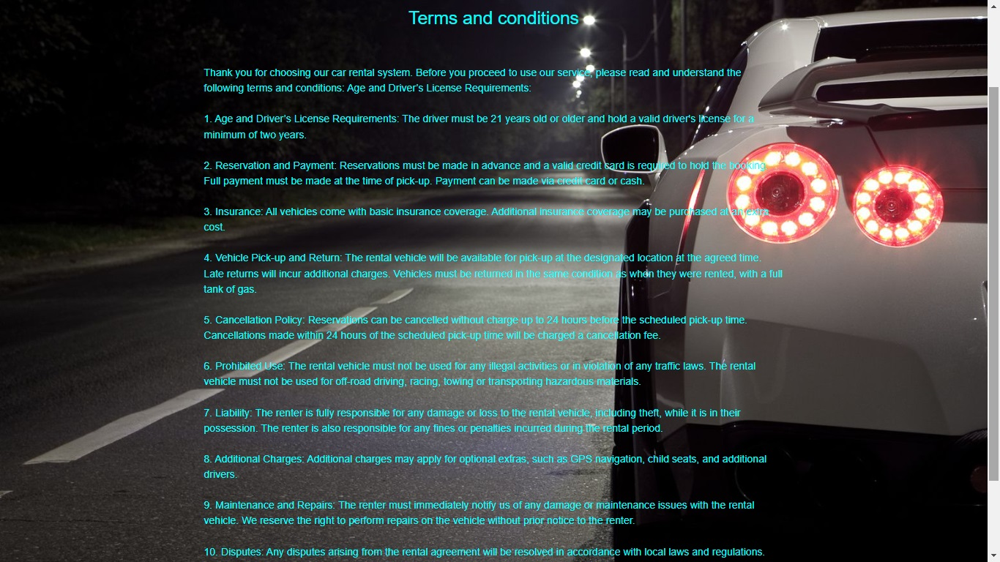 Terms and conditions
Thank you for choosing our car rental system. Before you proceed to use our service, please read and understand the
following terms and conditions: Age and Driver's License Requirements:
1. Age and Driver's License Requirements: The driver must be 21 years old or older and hold a valid driver's license for a
minimum of two years.
2. Reservation and Payment: Reservations must be made in advance and a valid credit card is required to hold the booking.
Full payment must be made at the time of pick-up. Payment can be made via credit card or cash.
3. Insurance: All vehicles come with basic insurance coverage. Additional insurance coverage may be purchased at an extra
cost.
4. Vehicle Pick-up and Return: The rental vehicle will be available for pick-up at the designated location at the agreed time.
Late returns will incur additional charges. Vehicles must be returned in the same condition as when they were rented, with a full
tank of gas.
5. Cancellation Policy: Reservations can be cancelled without charge up to 24 hours before the scheduled pick-up time.
Cancellations made within 24 hours of the scheduled pick-up time will be charged a cancellation fee.
6. Prohibited Use: The rental vehicle must not be used for any illegal activities or in violation of any traffic laws. The rental
vehicle must not be used for off-road driving, racing, towing or transporting hazardous materials.
7. Liability: The renter is fully responsible for any damage or loss to the rental vehicle, including theft, while it is in their
possession. The renter is also responsible for any fines or penalties incurred during the rental period.
8. Additional Charges: Additional charges may apply for optional extras, such as GPS navigation, child seats, and additional
drivers.
9. Maintenance and Repairs: The renter must immediately notify us of any damage or maintenance issues with the rental
vehicle. We reserve the right to perform repairs on the vehicle without prior notice to the renter.
10. Disputes: Any disputes arising from the rental agreement will be resolved in accordance with local laws and regulations.